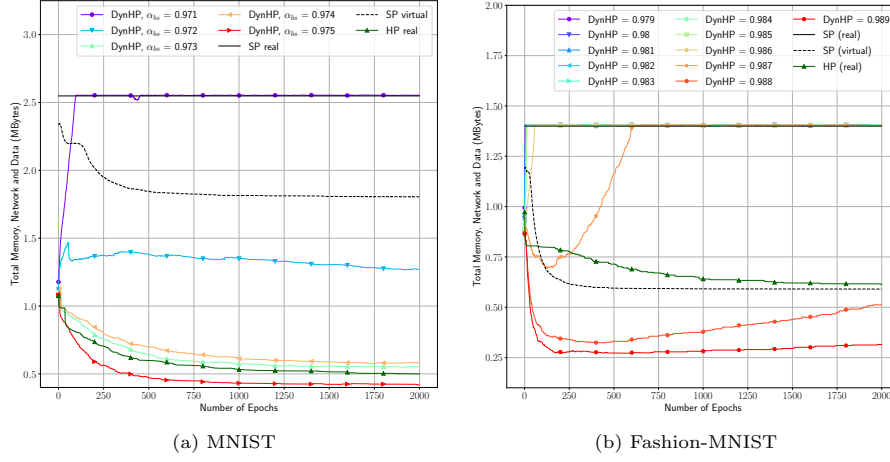 DynHP, α_bs = 0.971
DynHP, α_bs = 0.972
DynHP, α_bs = 0.973
DynHP, α_bs = 0.974
DynHP, α_bs = 0.975
SP real
SP virtual
HP real
Total Memory, Network and Data (MBytes)
3.0
2.5
2.0
1.5
1.0
0.5
0 250 500 750 1000 1250 1500 1750 2000
Number of Epochs
(a) MNIST
DynHP = 0.979
DynHP = 0.98
DynHP = 0.981
DynHP = 0.982
DynHP = 0.983
DynHP = 0.984
DynHP = 0.985
DynHP = 0.986
DynHP = 0.987
DynHP = 0.988
DynHP = 0.989
SP (real)
SP (virtual)
HP (real)
Total Memory, Network and Data (MBytes)
2.00
1.75
1.50
1.25
1.00
0.75
0.50
0.25
0 250 500 750 1000 1250 1500 1750 2000
Number of Epochs
(b) Fashion-MNIST